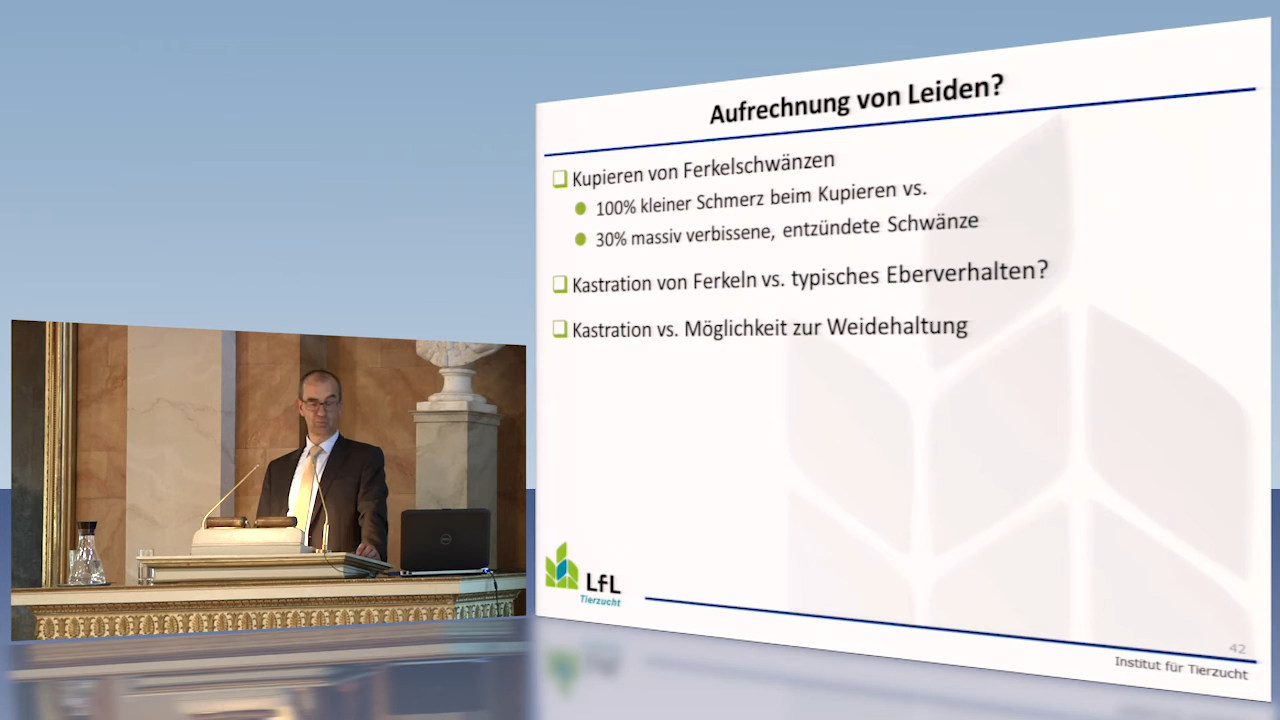 Aufrechnung von Leiden?
Kupieren von Ferkelschwänzen
100% kleiner Schmerz beim Kupieren vs.
30% massiv verbissene, entzündete Schwänze
Kastration von Ferkeln vs. typisches Eberverhalten?
Kastration vs. Möglichkeit zur Weidehaltung
LfL
Tierzucht
42
Institut für Tierzucht